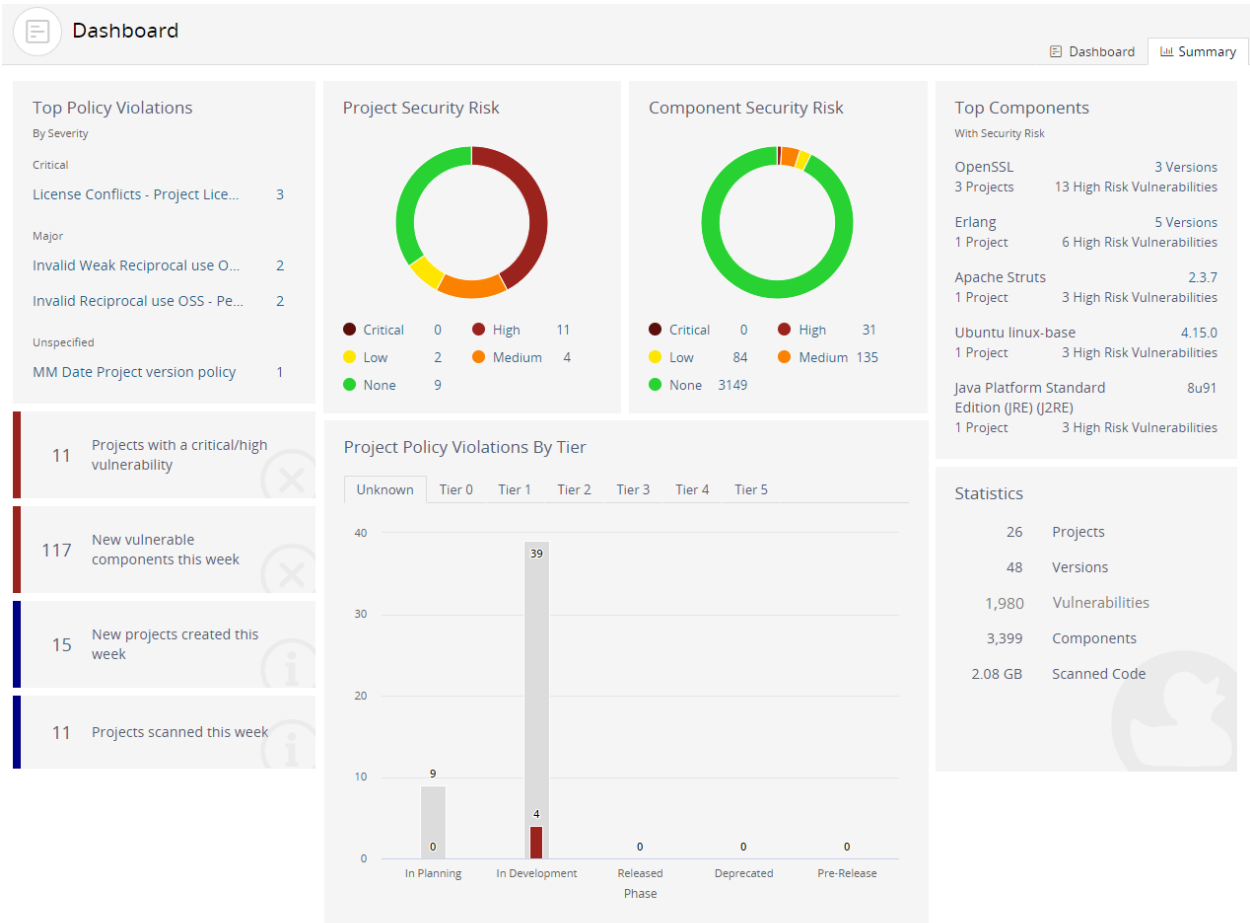 Dashboard
Dashboard
Summary
Top Policy Violations
By Severity
Critical
License Conflicts - Project Lice... 3
Major
Invalid Weak Reciprocal use O... 2
Invalid Reciprocal use OSS - Pe... 2
Unspecified
MM Date Project version policy 1
11 Projects with a critical/high
vulnerability
117 New vulnerable
components this week
15 New projects created this
week
11 Projects scanned this week
Project Security Risk
Critical 0 High 11
Low 2 Medium 4
None 9
Component Security Risk
Critical 0 High 31
Low 84 Medium 135
None 3149
Project Policy Violations By Tier
Unknown Tier 0 Tier 1 Tier 2 Tier 3 Tier 4 Tier 5
40
30
20
10
0
9
0
39
4
0
0
0
In Planning In Development Released Deprecated Pre-Release
Phase
Top Components
With Security Risk
OpenSSL 3 Versions
3 Projects 13 High Risk Vulnerabilities
Erlang 5 Versions
1 Project 6 High Risk Vulnerabilities
Apache Struts 2.3.7
1 Project 3 High Risk Vulnerabilities
Ubuntu linux-base 4.15.0
1 Project 3 High Risk Vulnerabilities
Java Platform Standard 8u91
Edition (JRE) (J2RE)
1 Project 3 High Risk Vulnerabilities
Statistics
26 Projects
48 Versions
1,980 Vulnerabilities
3,399 Components
2.08 GB Scanned Code